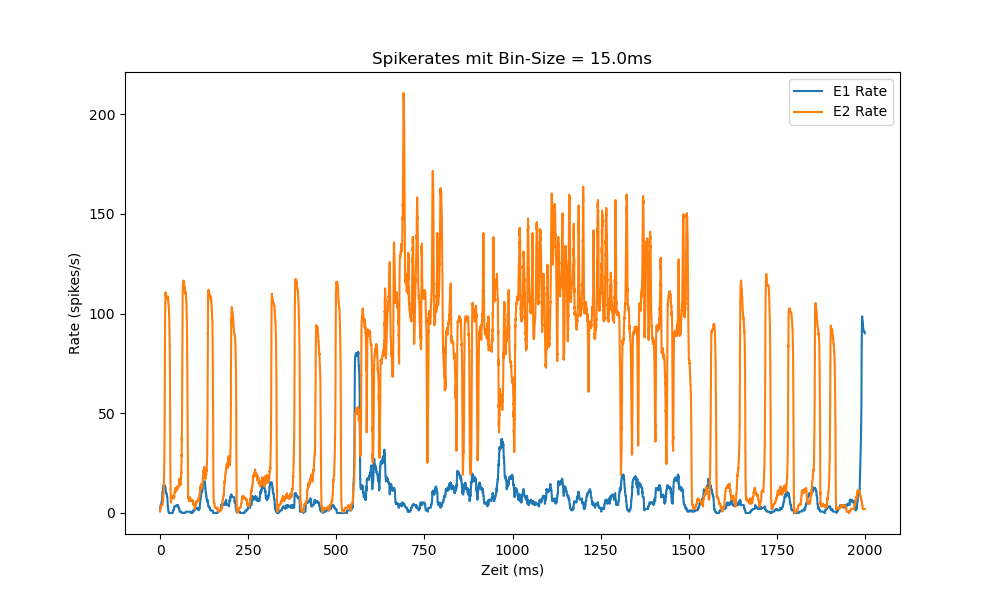 Spikerates mit Bin-Size = 15.0ms
E1 Rate
E2 Rate
Rate (spikes/s)
200
150
100
50
0
0 250 500 750 1000 1250 1500 1750 2000
Zeit (ms)